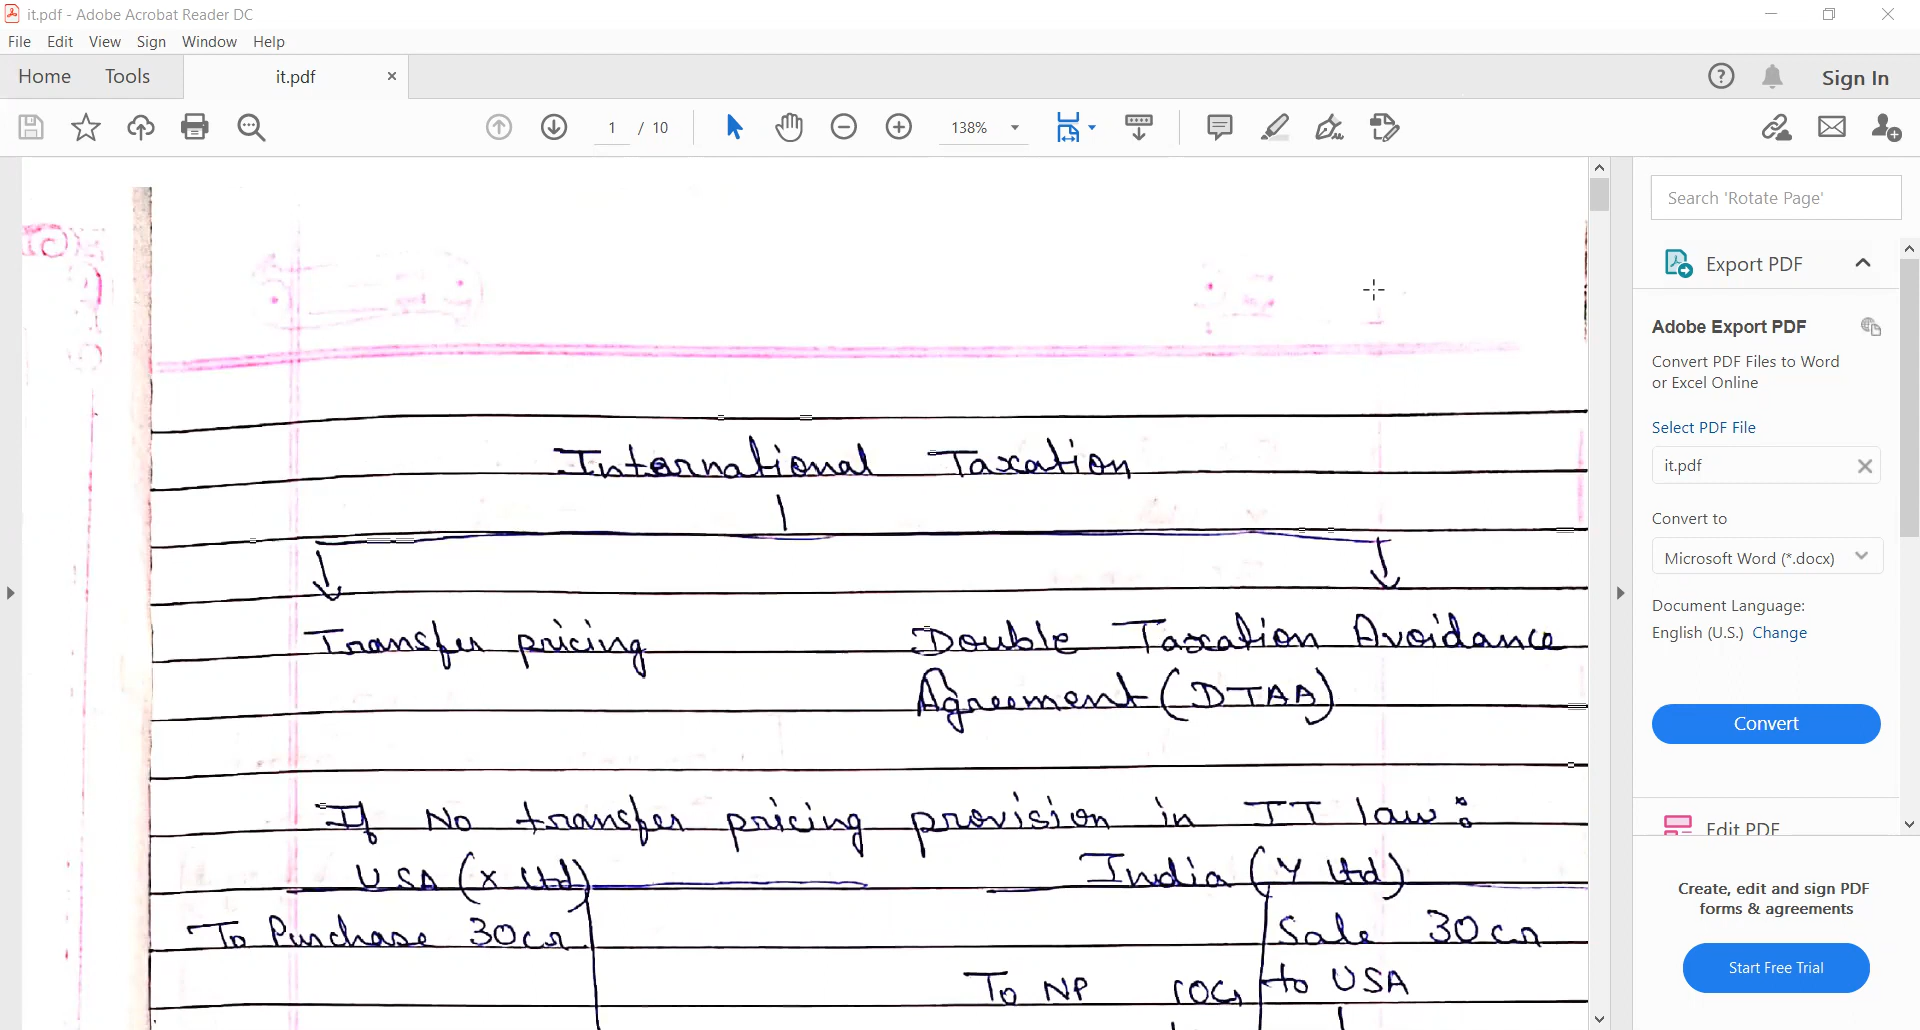 it.pdf - Adobe Acrobat Reader DC
File Edit View Sign Window Help
Home Tools it.pdf × Sign In
1 / 10 138%
Search 'Rotate Page'
Export PDF
Adobe Export PDF
Convert PDF Files to Word
or Excel Online
Select PDF File
it.pdf
Convert to
Microsoft Word (*.docx)
Document Language:
English (U.S.) Change
Convert
Edit PDF
Create, edit and sign PDF
forms & agreements
Start Free Trial
International Taxation
Transfer pricing Double Taxation Avoidance
Agreement (DTAA)
If No transfer pricing provision in IT law :
USA (X Ltd) India (Y Ltd)
To Purchase 30cr Sale 30cr
To NP 10Cr to USA